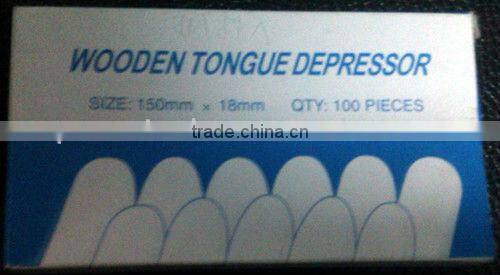 WOODEN TONGUE DEPRESSOR
SIZE: 150mm × 18mm QTY: 100 PIECES
trade.china.cn